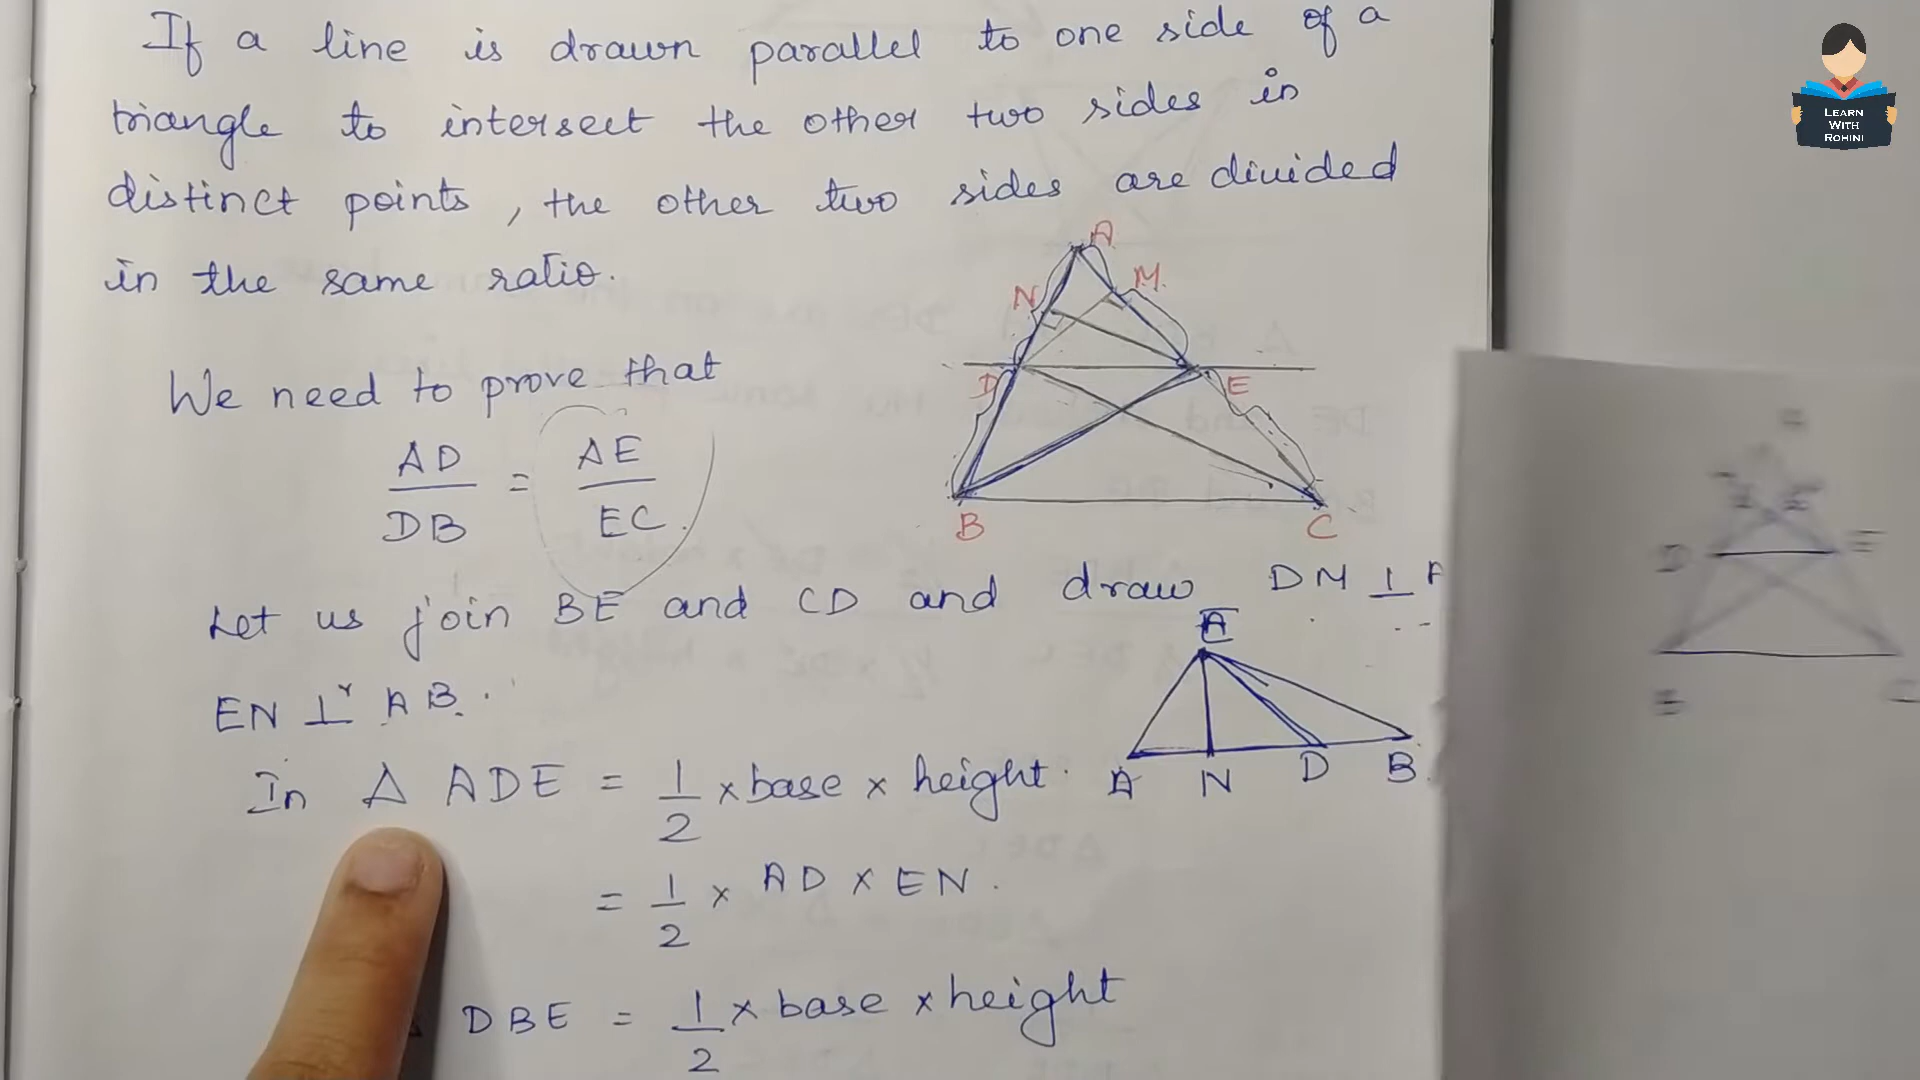 If a line is drawn parallel to one side of a
triangle to intersect the other two sides in
distinct points, the other two sides are divided
in the same ratio.
We need to prove that
AD/DB = AE/EC.
A
N
M
D
E
B
C
Let us join BE and CD and draw DM ⊥
EN ⊥r AB.
E
A N D B
In Δ ADE = 1/2 × base × height.
= 1/2 × AD × EN.
DBE = 1/2 × base × height
LEARN
WITH
ROHINI
D